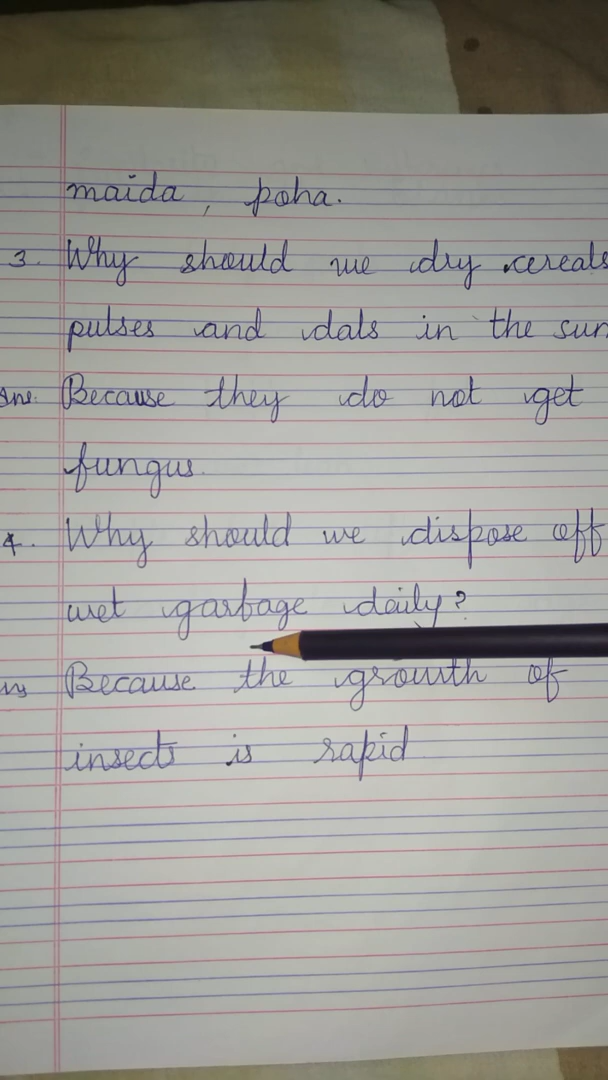 maida, poha.
3. Why should we dry cereals
pulses and dals in the sun
Ans. Because they do not get
fungus.
4. Why should we dispose off
wet garbage daily?
Because the growth of
insects is rapid